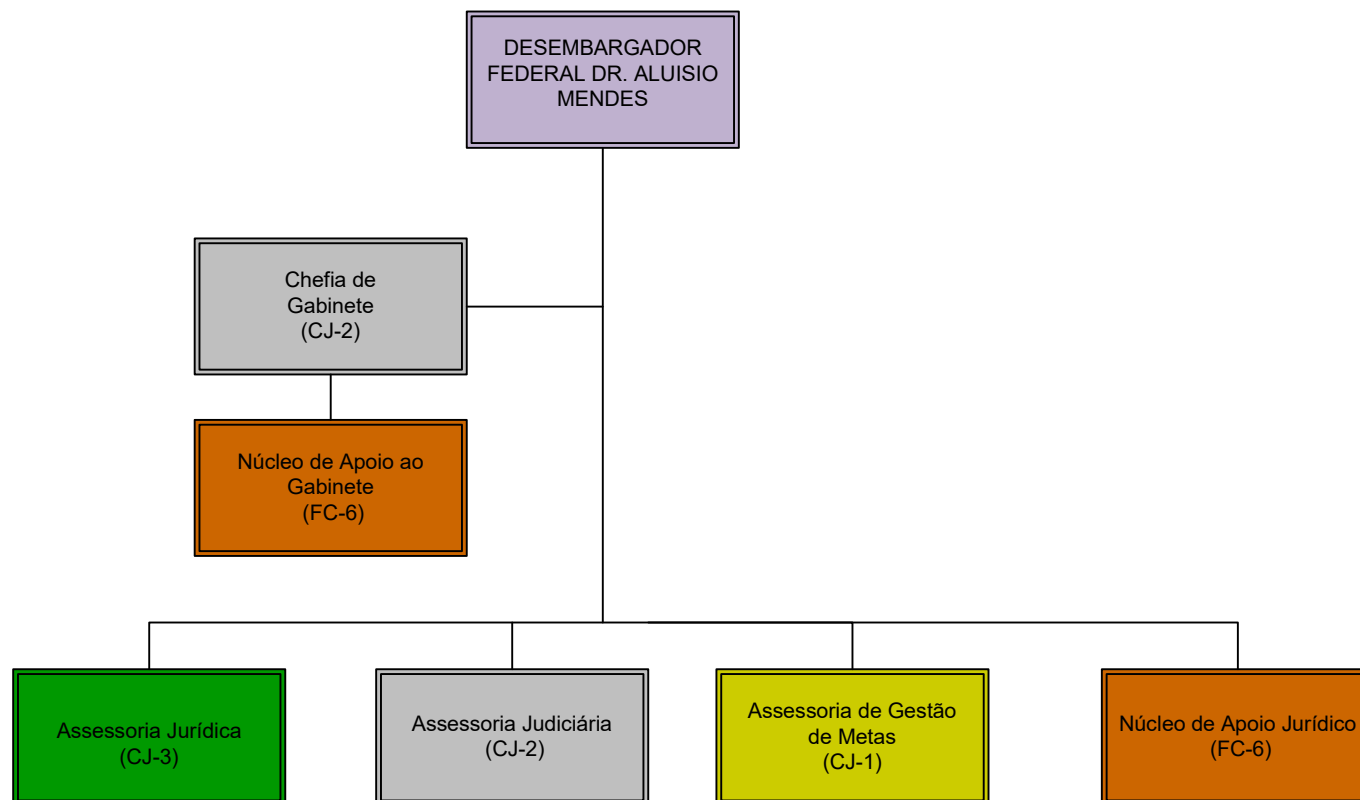 DESEMBARGADOR
FEDERAL DR. ALUISIO
MENDES
Chefia de
Gabinete
(CJ-2)
Núcleo de Apoio ao
Gabinete
(FC-6)
Assessoria Jurídica
(CJ-3)
Assessoria Judiciária
(CJ-2)
Assessoria de Gestão
de Metas
(CJ-1)
Núcleo de Apoio Jurídico
(FC-6)